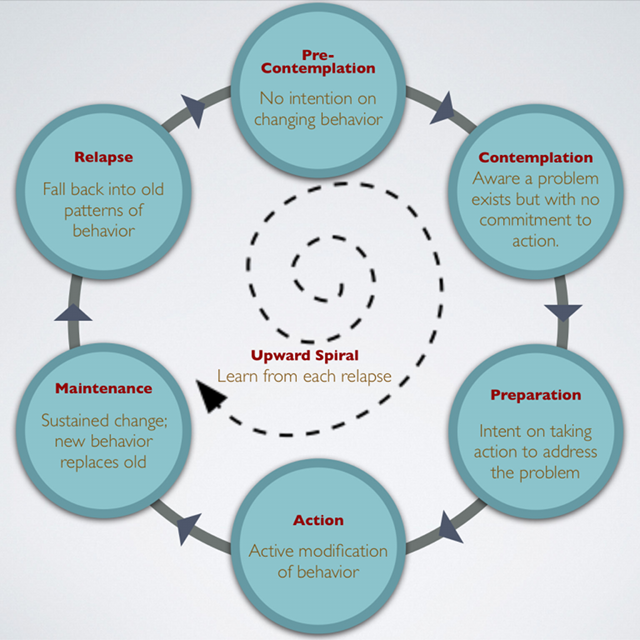 Pre-
Contemplation
No intention on
changing behavior
Contemplation
Aware a problem
exists but with no
commitment to
action.
Preparation
Intent on taking
action to address
the problem
Action
Active modification
of behavior
Maintenance
Sustained change;
new behavior
replaces old
Relapse
Fall back into old
patterns of
behavior
Upward Spiral
Learn from each relapse